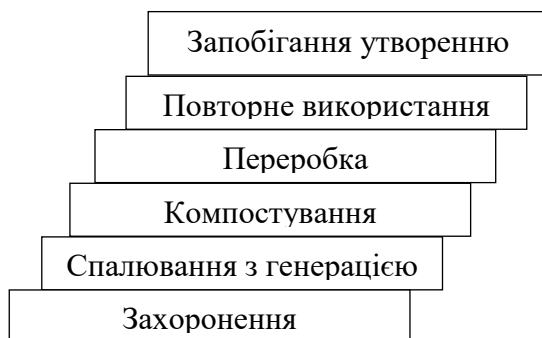 Запобігання утворенню
Повторне використання
Переробка
Компостування
Спалювання з генерацією
Захоронення